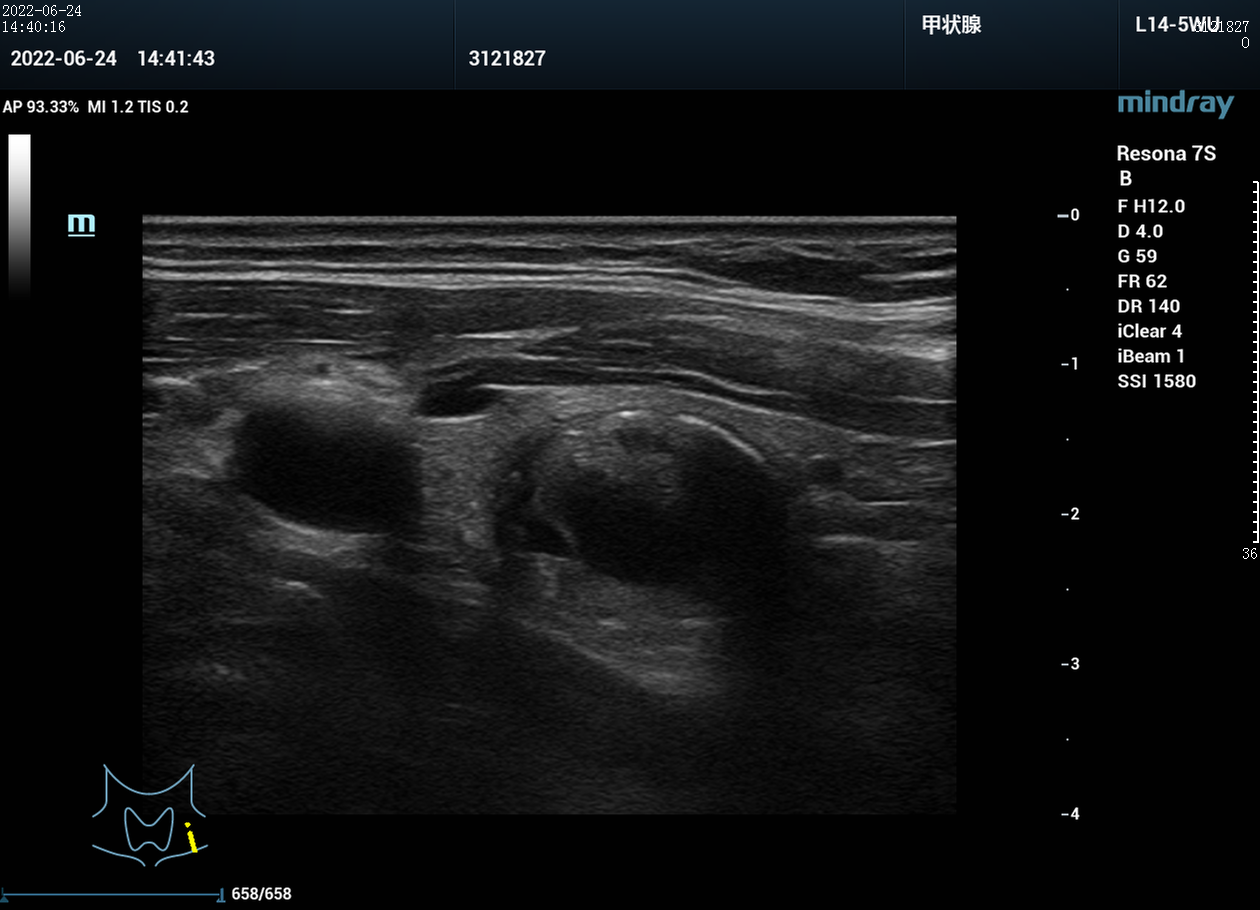 2022-06-24
14:40:16
甲状腺
L14-5WU
3121827
0
2022-06-24 14:41:43
3121827
AP 93.33% MI 1.2 TIS 0.2
mindray
Resona 7S
B
F H12.0
D 4.0
G 59
FR 62
DR 140
iClear 4
iBeam 1
SSI 1580
m
0
-1
-2
-3
-4
36
658/658